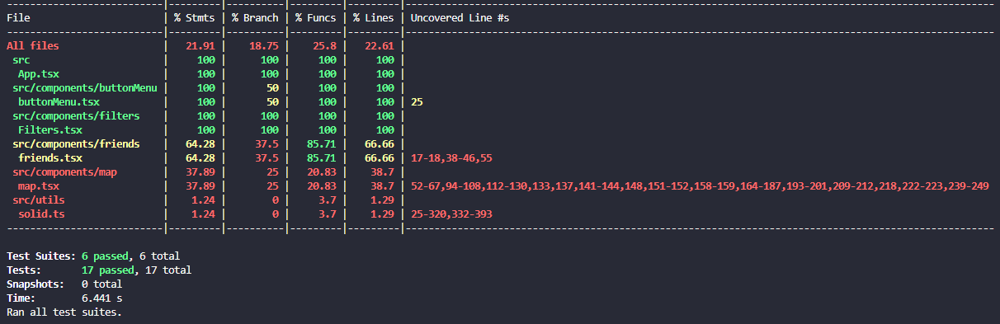 --------------------------|---------|----------|---------|---------|---------------------------------------------------------------------------------------
File                      | % Stmts | % Branch | % Funcs | % Lines | Uncovered Line #s
--------------------------|---------|----------|---------|---------|---------------------------------------------------------------------------------------
All files                 |   21.91 |    18.75 |    25.8 |   22.61 |
 src                      |     100 |      100 |     100 |     100 |
  App.tsx                 |     100 |      100 |     100 |     100 |
 src/components/buttonMenu |     100 |       50 |     100 |     100 |
  buttonMenu.tsx          |     100 |       50 |     100 |     100 | 25
 src/components/filters   |     100 |      100 |     100 |     100 |
  Filters.tsx             |     100 |      100 |     100 |     100 |
 src/components/friends   |   64.28 |     37.5 |   85.71 |   66.66 |
  friends.tsx             |   64.28 |     37.5 |   85.71 |   66.66 | 17-18,38-46,55
 src/components/map       |   37.89 |       25 |   20.83 |    38.7 |
  map.tsx                 |   37.89 |       25 |   20.83 |    38.7 | 52-67,94-108,112-130,133,137,141-144,148,151-152,158-159,164-187,193-201,209-212,218,222-223,239-249
 src/utils                |    1.24 |        0 |     3.7 |    1.29 |
  solid.ts                |    1.24 |        0 |     3.7 |    1.29 | 25-320,332-393
--------------------------|---------|----------|---------|---------|---------------------------------------------------------------------------------------
Test Suites: 6 passed, 6 total
Tests:       17 passed, 17 total
Snapshots:   0 total
Time:        6.441 s
Ran all test suites.